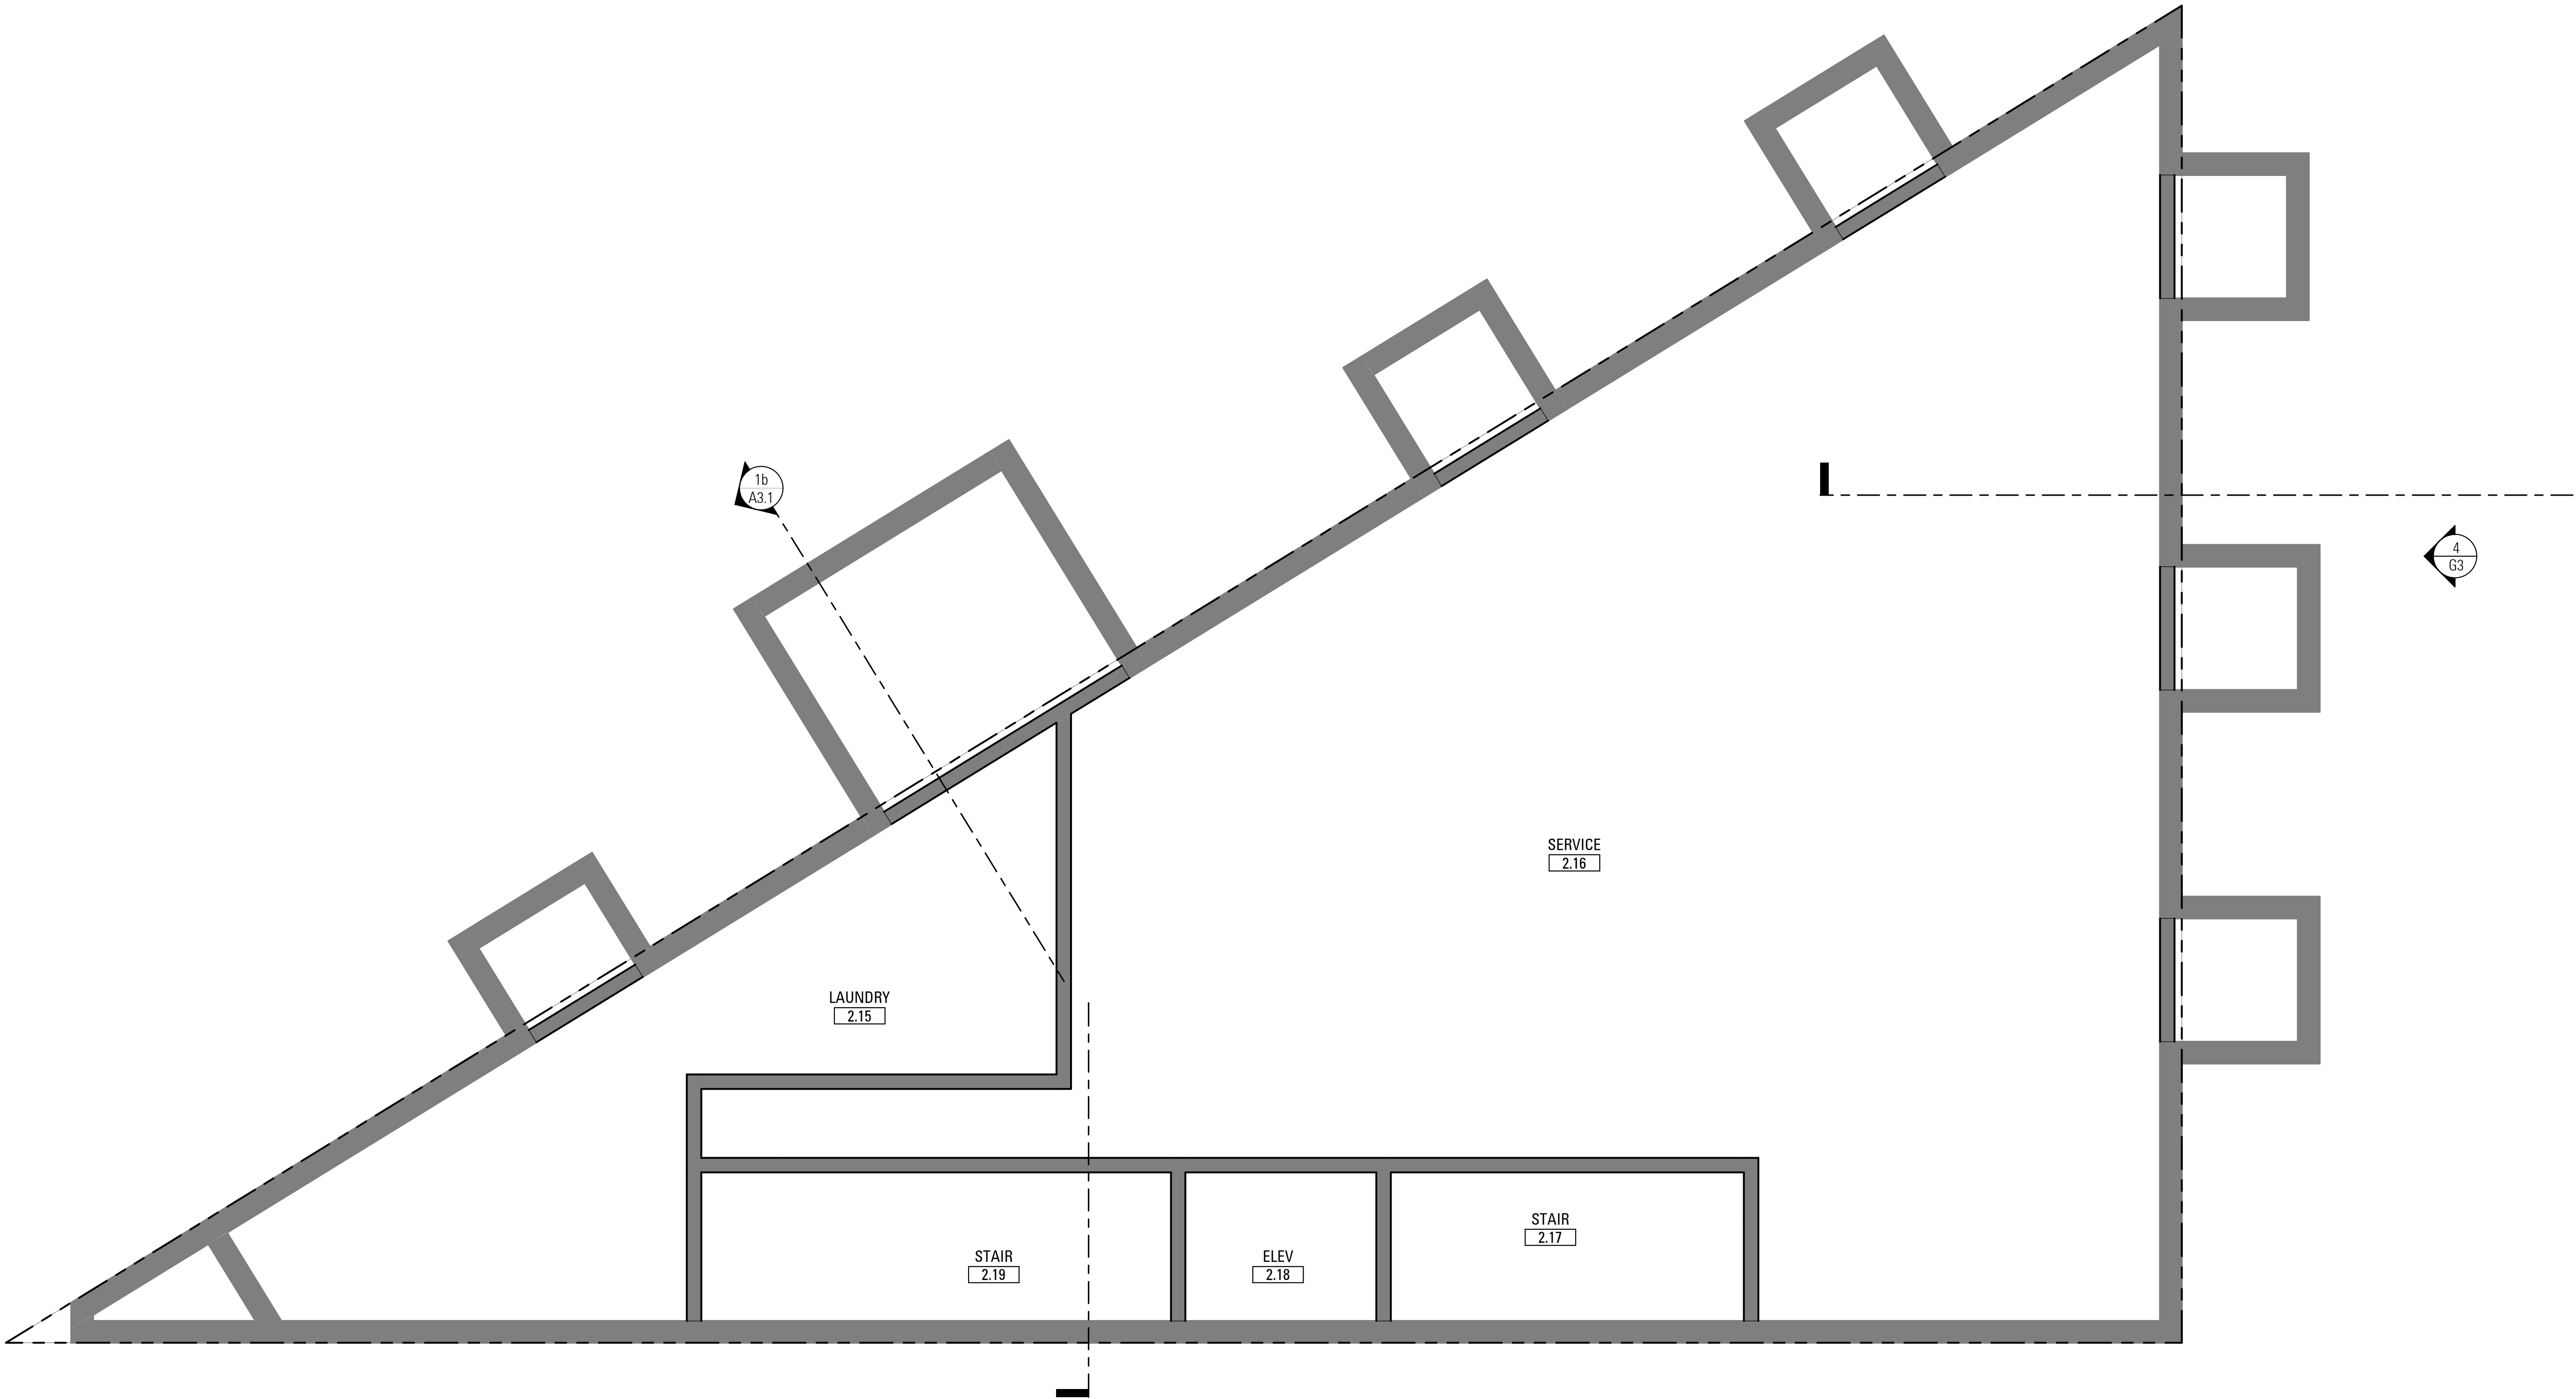 1b
A3.1
4
G3
SERVICE
2.16
LAUNDRY
2.15
STAIR
2.17
STAIR
2.19
ELEV
2.18